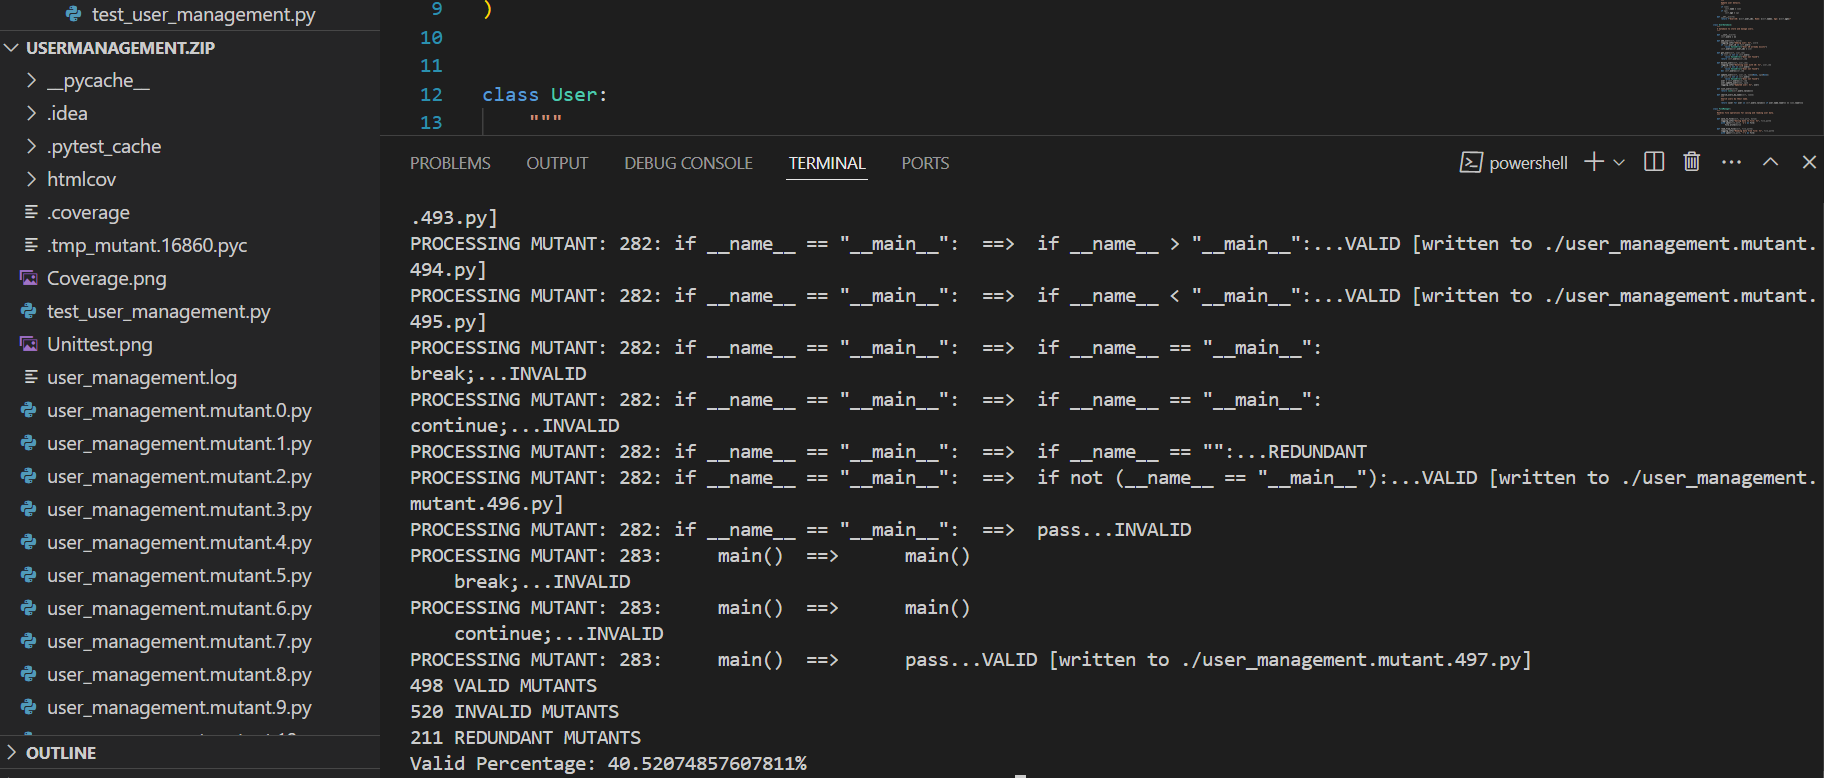 test_user_management.py
USERMANAGEMENT.ZIP
__pycache__
.idea
.pytest_cache
htmlcov
.coverage
.tmp_mutant.16860.pyc
Coverage.png
test_user_management.py
Unittest.png
user_management.log
user_management.mutant.0.py
user_management.mutant.1.py
user_management.mutant.2.py
user_management.mutant.3.py
user_management.mutant.4.py
user_management.mutant.5.py
user_management.mutant.6.py
user_management.mutant.7.py
user_management.mutant.8.py
user_management.mutant.9.py
OUTLINE
9 )
10
11
12 class User:
13 """
PROBLEMS OUTPUT DEBUG CONSOLE TERMINAL PORTS powershell
.493.py]
PROCESSING MUTANT: 282: if __name__ == "__main__":  ==>  if __name__ > "__main__":...VALID [written to ./user_management.mutant.
494.py]
PROCESSING MUTANT: 282: if __name__ == "__main__":  ==>  if __name__ < "__main__":...VALID [written to ./user_management.mutant.
495.py]
PROCESSING MUTANT: 282: if __name__ == "__main__":  ==>  if __name__ == "__main__":
break;...INVALID
PROCESSING MUTANT: 282: if __name__ == "__main__":  ==>  if __name__ == "__main__":
continue;...INVALID
PROCESSING MUTANT: 282: if __name__ == "__main__":  ==>  if __name__ == "":...REDUNDANT
PROCESSING MUTANT: 282: if __name__ == "__main__":  ==>  if not (__name__ == "__main__"):...VALID [written to ./user_management.
mutant.496.py]
PROCESSING MUTANT: 282: if __name__ == "__main__":  ==>  pass...INVALID
PROCESSING MUTANT: 283:     main()  ==>      main()
    break;...INVALID
PROCESSING MUTANT: 283:     main()  ==>      main()
    continue;...INVALID
PROCESSING MUTANT: 283:     main()  ==>      pass...VALID [written to ./user_management.mutant.497.py]
498 VALID MUTANTS
520 INVALID MUTANTS
211 REDUNDANT MUTANTS
Valid Percentage: 40.52074857607811%